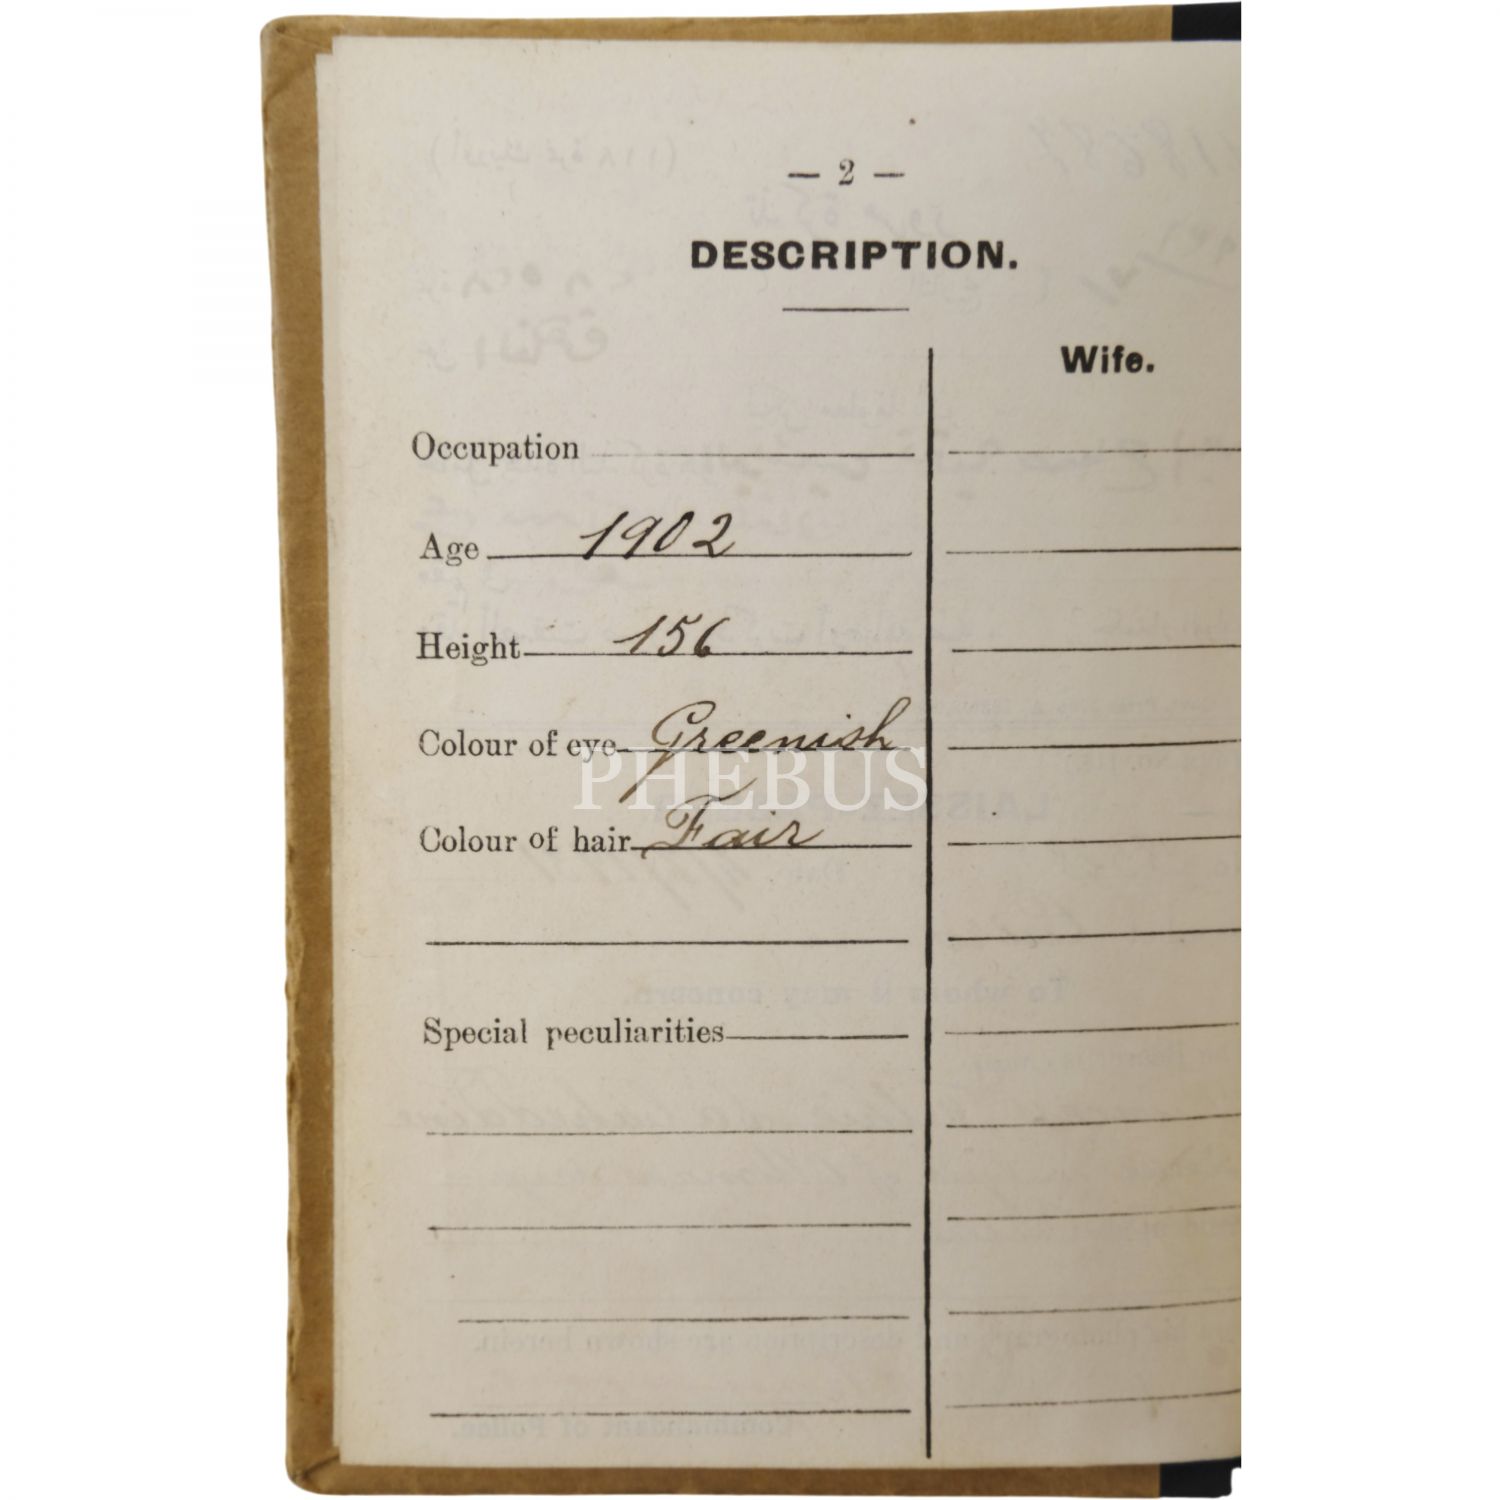 — 2 —
DESCRIPTION.
Wife.
Occupation
Age 1902
Height 156
Colour of eye Greenish
PHEBUS
Colour of hair Fair
Special peculiarities